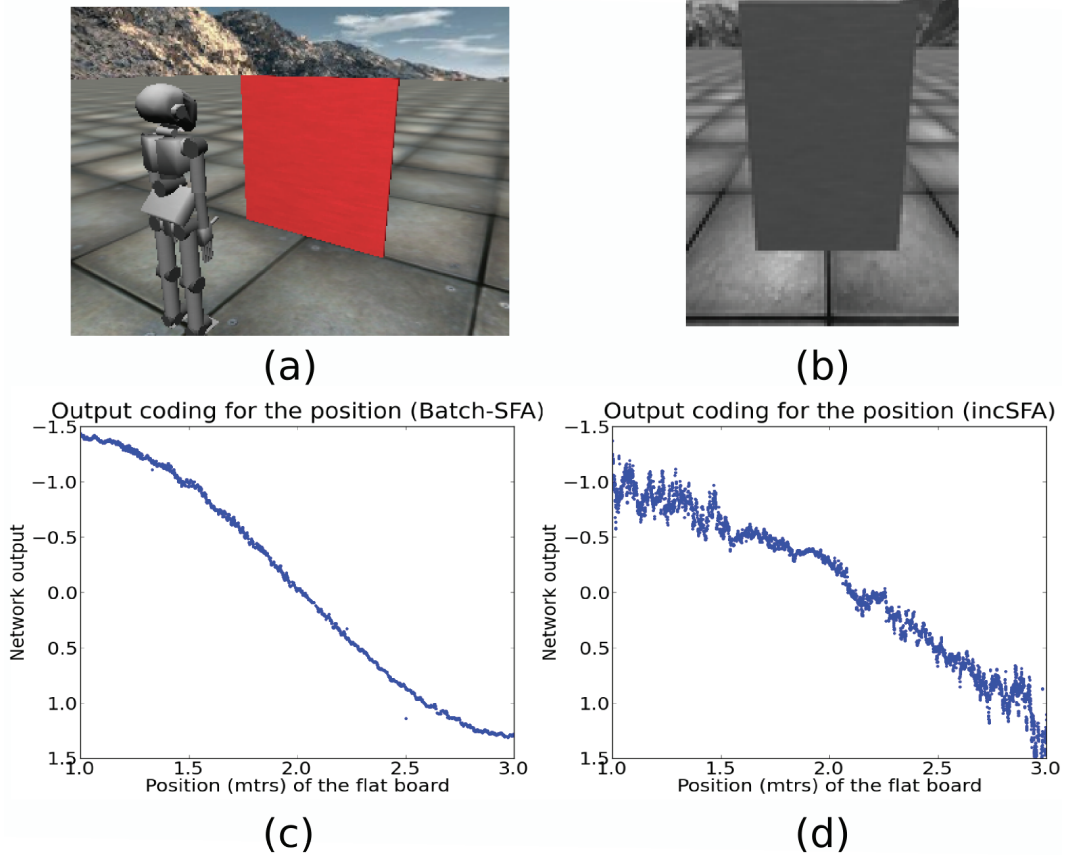 (a)
(b)
Output coding for the position (Batch-SFA)
−1.5
−1.0
−0.5
0.0
0.5
1.0
1.5
Network output
1.0 1.5 2.0 2.5 3.0
Position (mtrs) of the flat board
(c)
Output coding for the position (incSFA)
−1.5
−1.0
−0.5
0.0
0.5
1.0
1.5
Network output
1.0 1.5 2.0 2.5 3.0
Position (mtrs) of the flat board
(d)